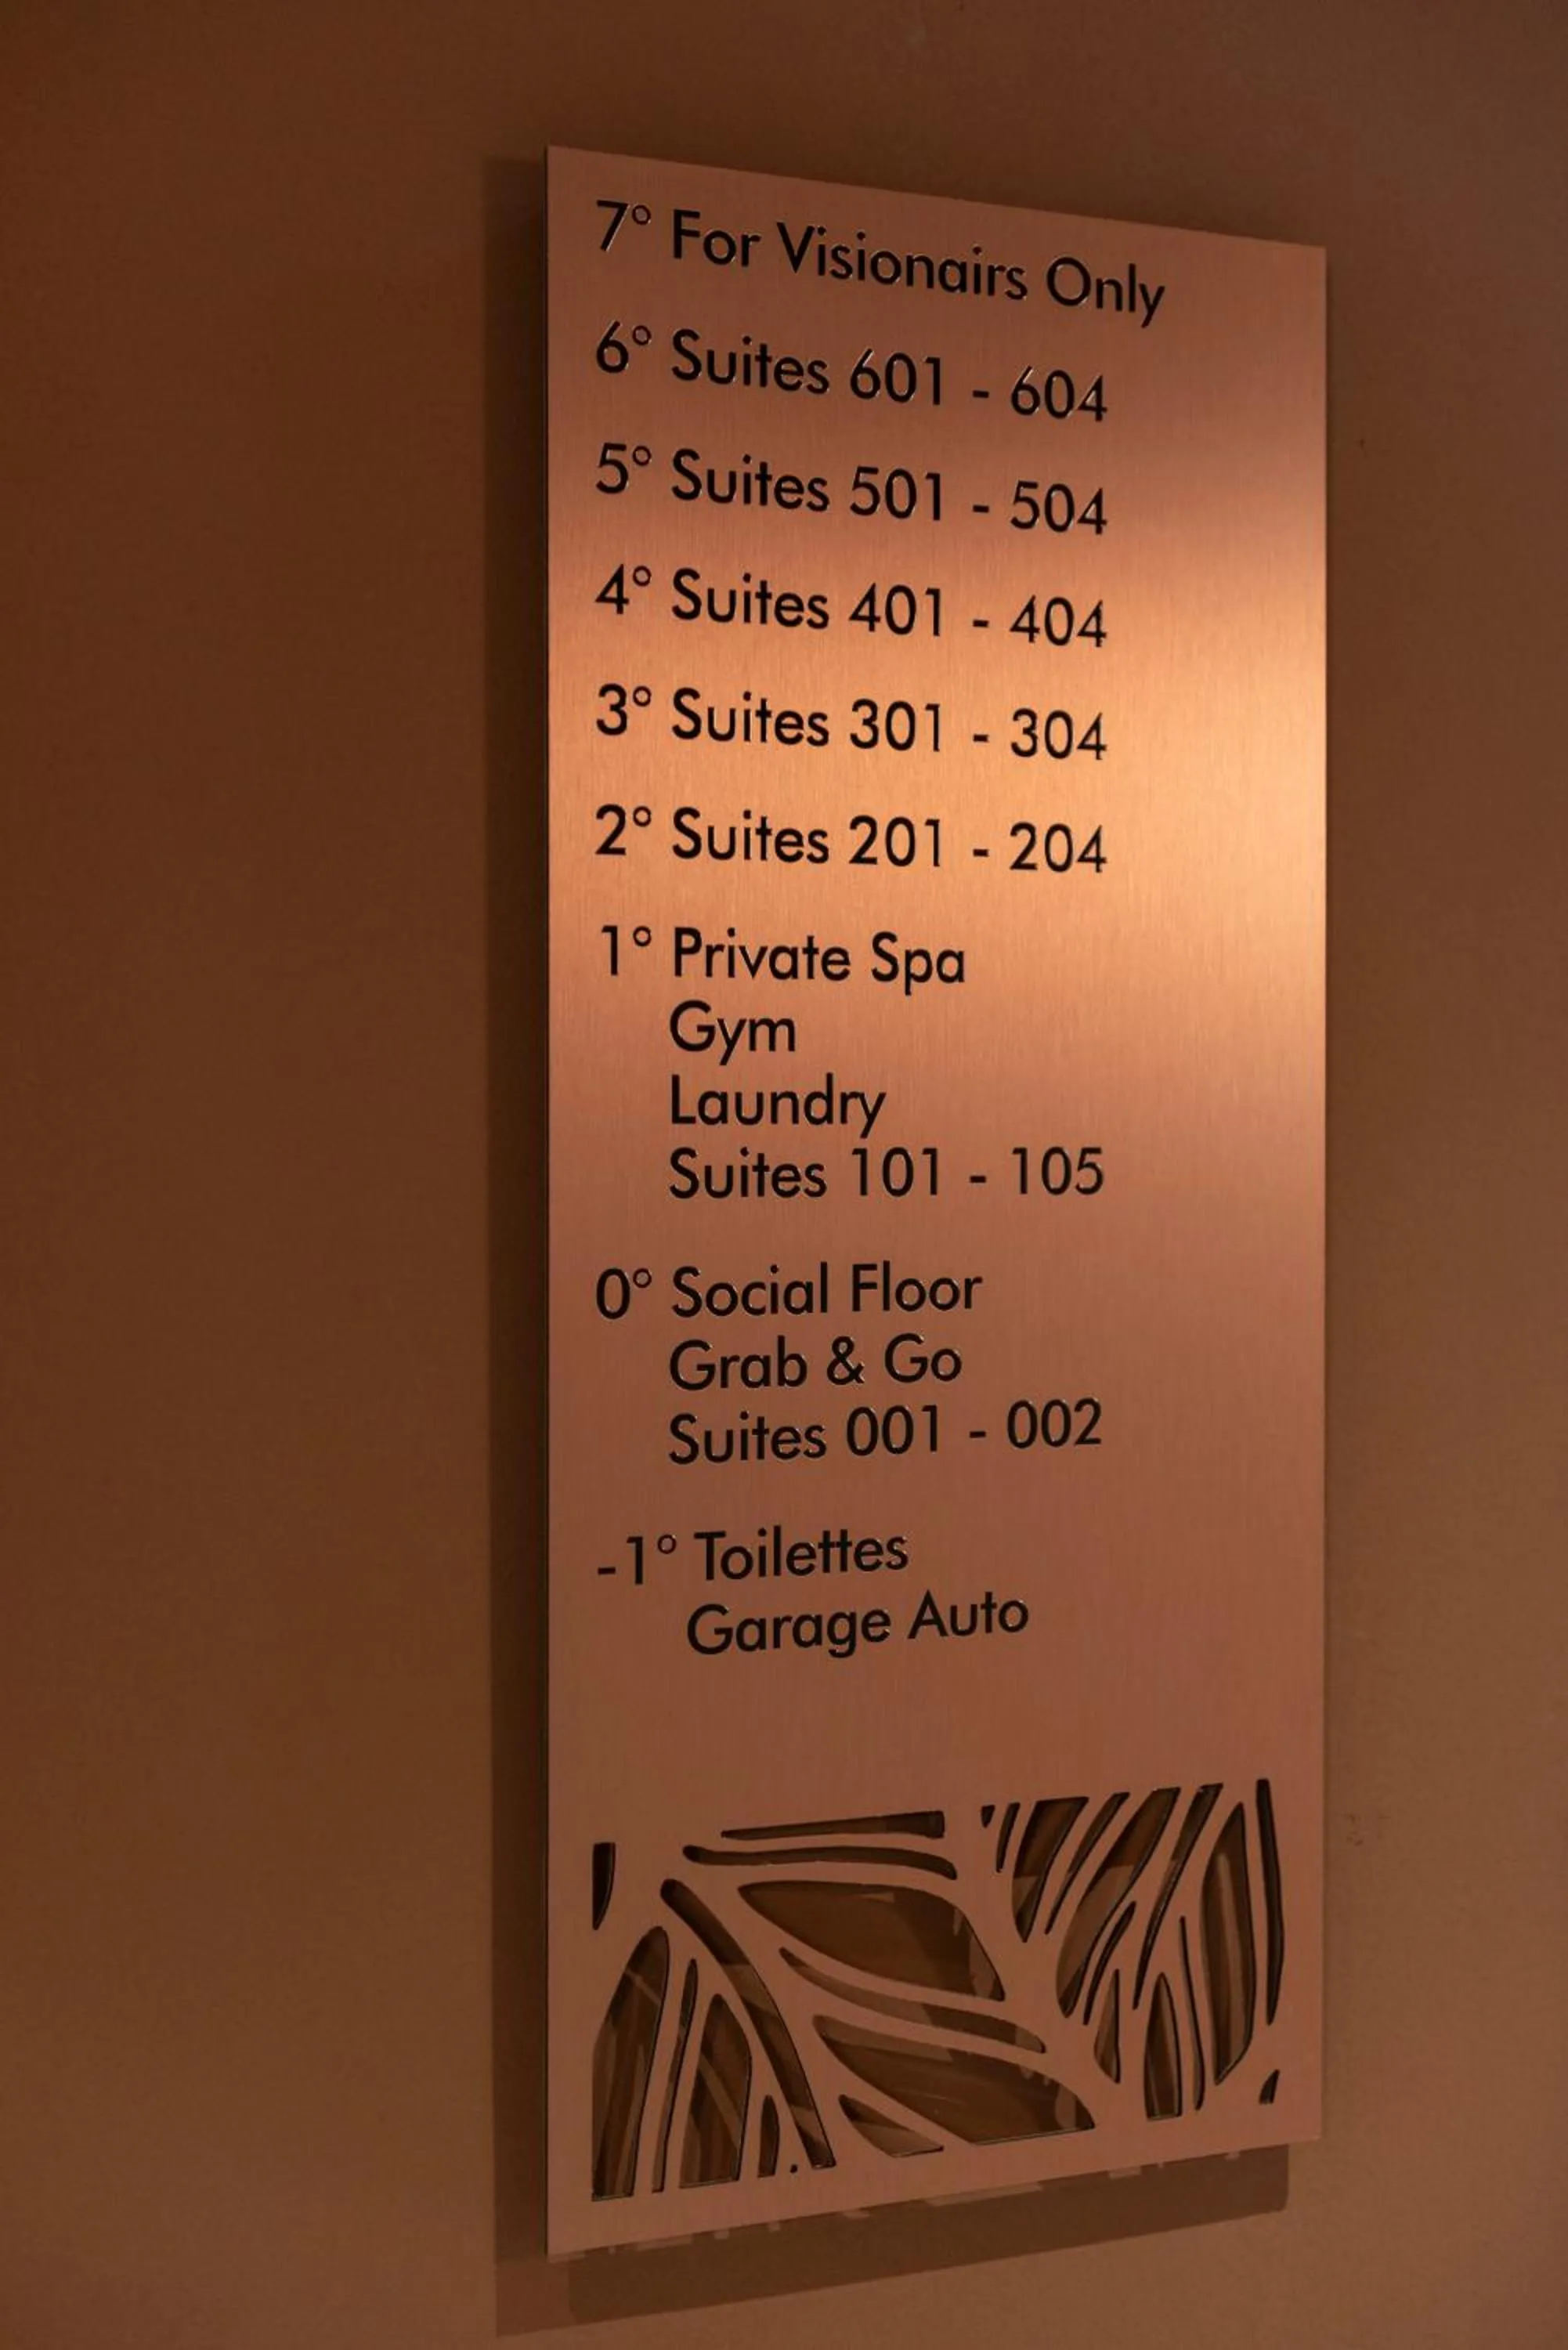 7° For Visionairs Only
6° Suites 601 - 604
5° Suites 501 - 504
4° Suites 401 - 404
3° Suites 301 - 304
2° Suites 201 - 204
1° Private Spa
Gym
Laundry
Suites 101 - 105
0° Social Floor
Grab & Go
Suites 001 - 002
-1° Toilettes
Garage Auto